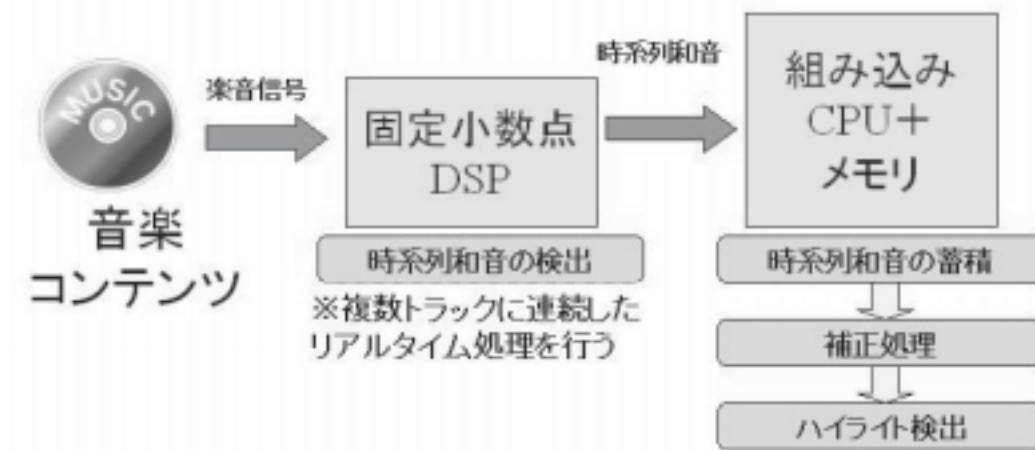 MUSIC
音楽
コンテンツ
楽音信号
固定小数点
DSP
時系列和音の検出
※複数トラックに連続した
リアルタイム処理を行う
時系列和音
組み込み
CPU＋
メモリ
時系列和音の蓄積
補正処理
ハイライト検出